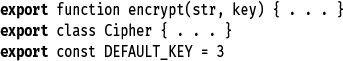 export function encrypt(str, key) { . . . }
export class Cipher { . . . }
export const DEFAULT_KEY = 3